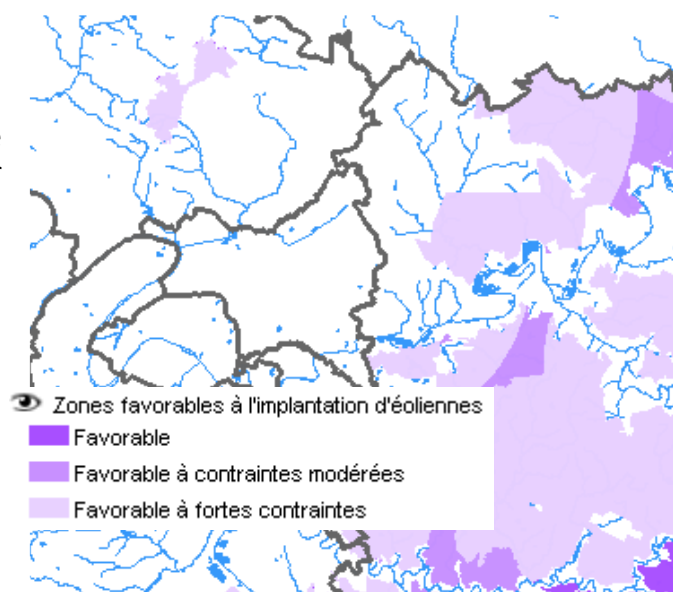 Zones favorables à l'implantation d'éoliennes
Favorable
Favorable à contraintes modérées
Favorable à fortes contraintes